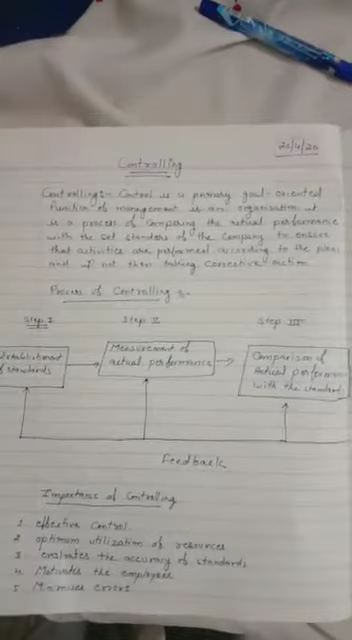 20/4/20
Controlling
Controlling:- Control is a primary goal-oriented
function of management in an organisation. It
is a process of comparing the actual performance
with the set standers of the company to ensure
that activities are performed according to the plans
and if not then taking corrective action.
Process of Controlling :-
Step I Step II Step III
Establishment
of standards
Measurement of
actual performance
Comparison of
Actual performan
with the standards
Feedback
Importance of Controlling
1 effective control.
2 optimum utilization of resources
3 evaluates the accuracy of standards
4 Motivates the employees
5 Minimises errors